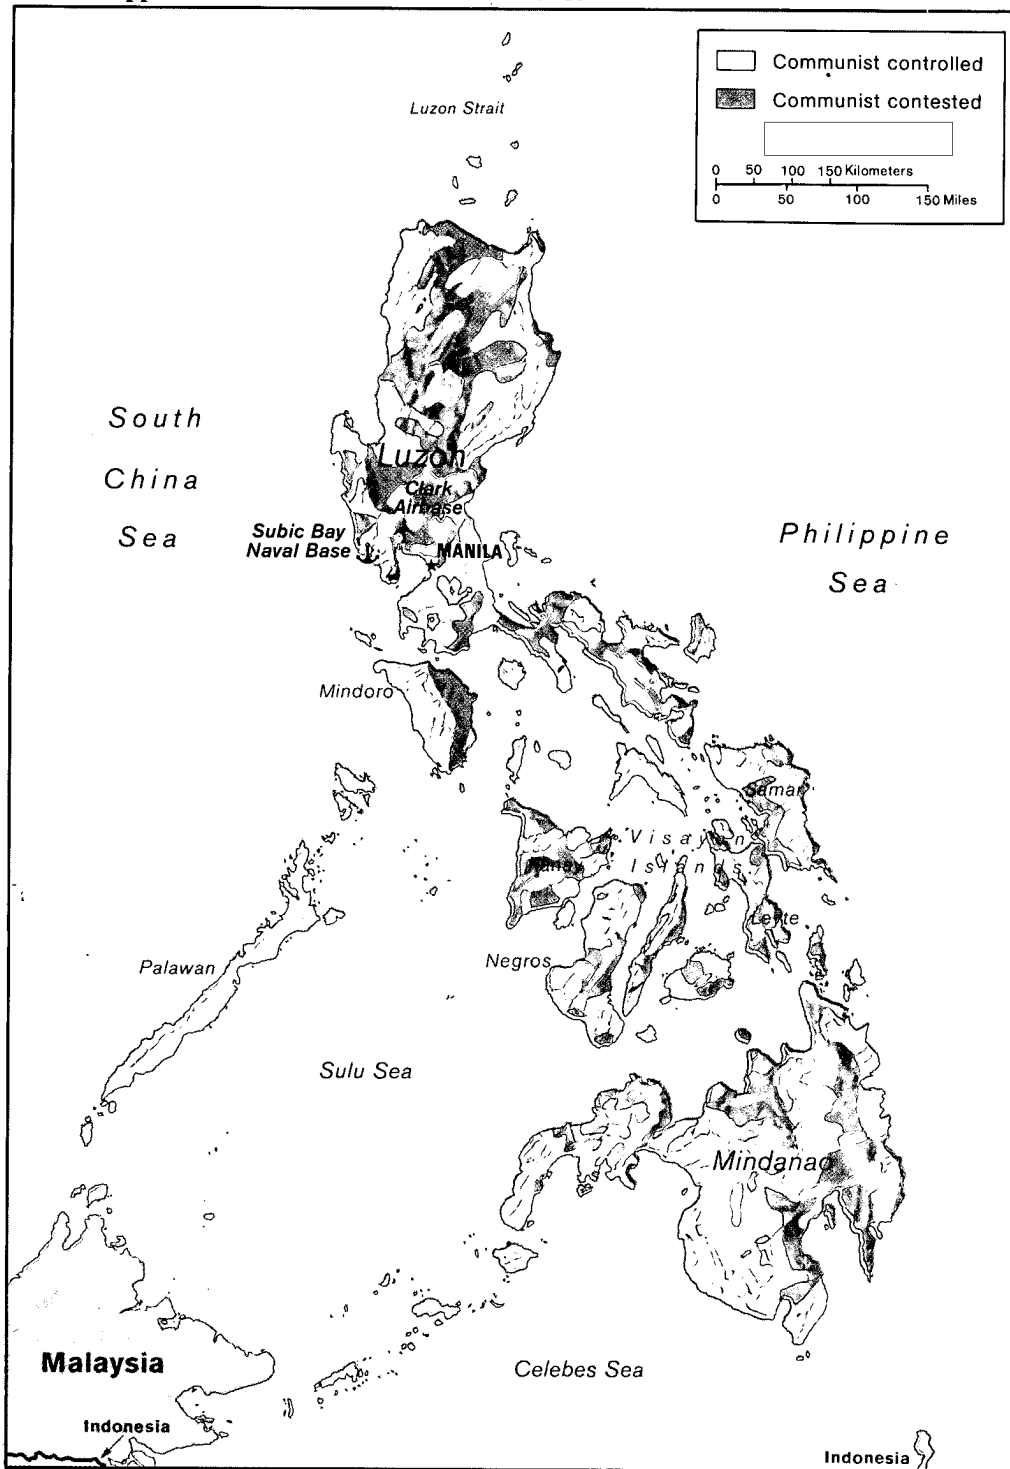 Communist controlled
Communist contested
0 50 100 150 Kilometers
0 50 100 150 Miles
Luzon Strait
South
China
Sea
Luzon
Clark
Airbase
Subic Bay
Naval Base
MANILA
Philippine
Sea
Mindoro
Samar
Visayan
Islands
Panay
Leyte
Palawan
Negros
Sulu Sea
Mindanao
Malaysia
Celebes Sea
Indonesia
Indonesia